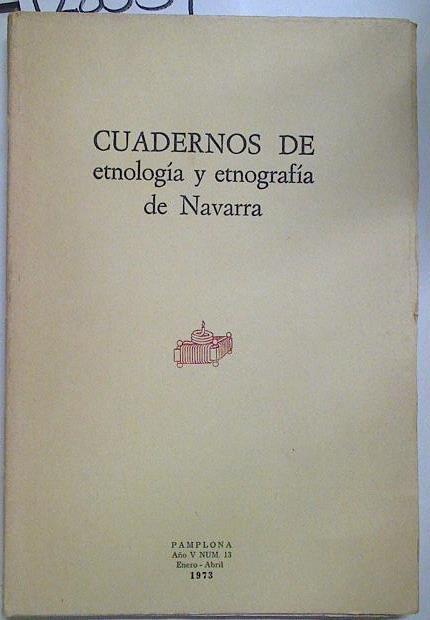 CUADERNOS DE
etnología y etnografía
de Navarra
PAMPLONA
Año V NUM. 13
Enero - Abril
1973